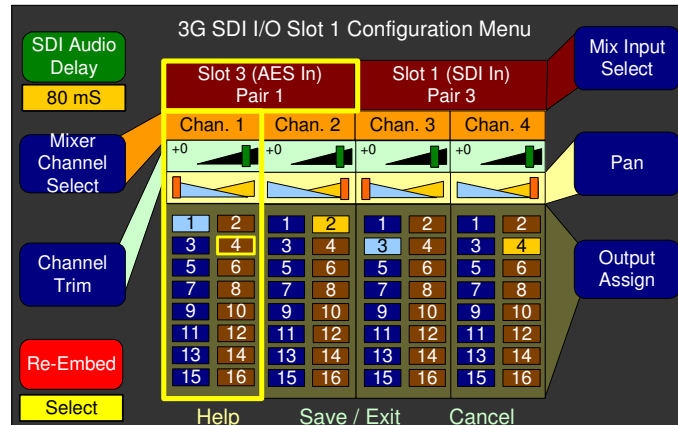 3G SDI I/O Slot 1 Configuration Menu
SDI Audio
Delay
80 mS
Mix Input
Select
Slot 3 (AES In)
Pair 1
Slot 1 (SDI In)
Pair 3
Mixer
Channel
Select
Chan. 1 Chan. 2 Chan. 3 Chan. 4
+0 +0 +0 +0
Pan
Channel
Trim
Output
Assign
1 2 1 2 1 2 1 2
3 4 3 4 3 4 3 4
5 6 5 6 5 6 5 6
7 8 7 8 7 8 7 8
9 10 9 10 9 10 9 10
11 12 11 12 11 12 11 12
13 14 13 14 13 14 13 14
15 16 15 16 15 16 15 16
Re-Embed
Select
Help Save / Exit Cancel